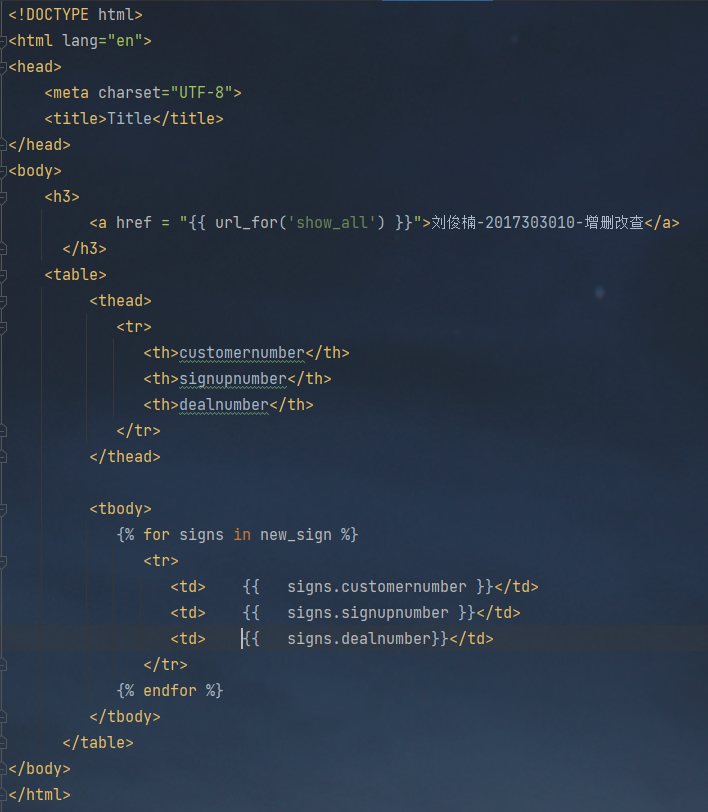 <!DOCTYPE html>
<html lang="en">
<head>
    <meta charset="UTF-8">
    <title>Title</title>
</head>
<body>
    <h3>
         <a href = "{{ url_for('show_all') }}">刘俊楠-2017303010-增删改查</a>
      </h3>
    <table>
         <thead>
            <tr>
               <th>customernumber</th>
               <th>signupnumber</th>
               <th>dealnumber</th>
            </tr>
         </thead>

         <tbody>
            {% for signs in new_sign %}
               <tr>
                  <td>    {{   signs.customernumber }}</td>
                  <td>    {{   signs.signupnumber }}</td>
                  <td>    {{   signs.dealnumber}}</td>
               </tr>
            {% endfor %}
         </tbody>
      </table>
</body>
</html>